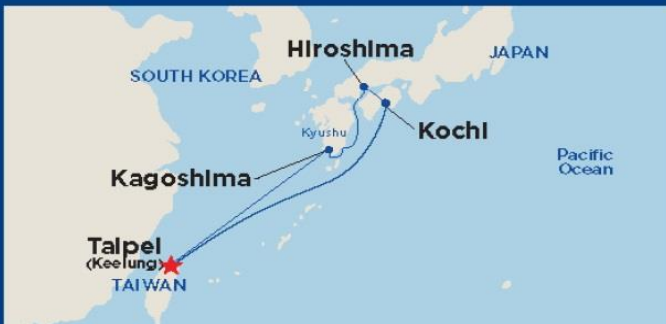 Hiroshima
JAPAN
SOUTH KOREA
Kyushu
Kochi
Pacific
Ocean
Kagoshima
Taipei
(Keelung)
TAIWAN